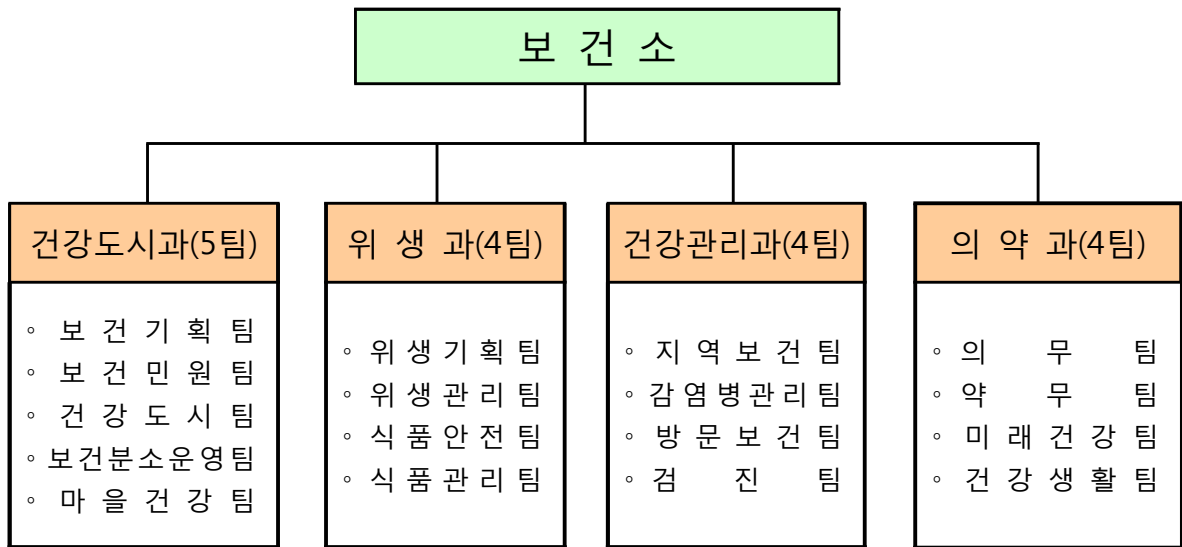 보 건 소
건강도시과(5팀)
◦ 보 건 기 획 팀
◦ 보 건 민 원 팀
◦ 건 강 도 시 팀
◦ 보건분소운영팀
◦ 마 을 건 강 팀
위 생 과(4팀)
◦ 위 생 기 획 팀
◦ 위 생 관 리 팀
◦ 식 품 안 전 팀
◦ 식 품 관 리 팀
건강관리과(4팀)
◦ 지 역 보 건 팀
◦ 감 염 병 관 리 팀
◦ 방 문 보 건 팀
◦ 검 진 팀
의 약 과(4팀)
◦ 의 무 팀
◦ 약 무 팀
◦ 미 래 건 강 팀
◦ 건 강 생 활 팀